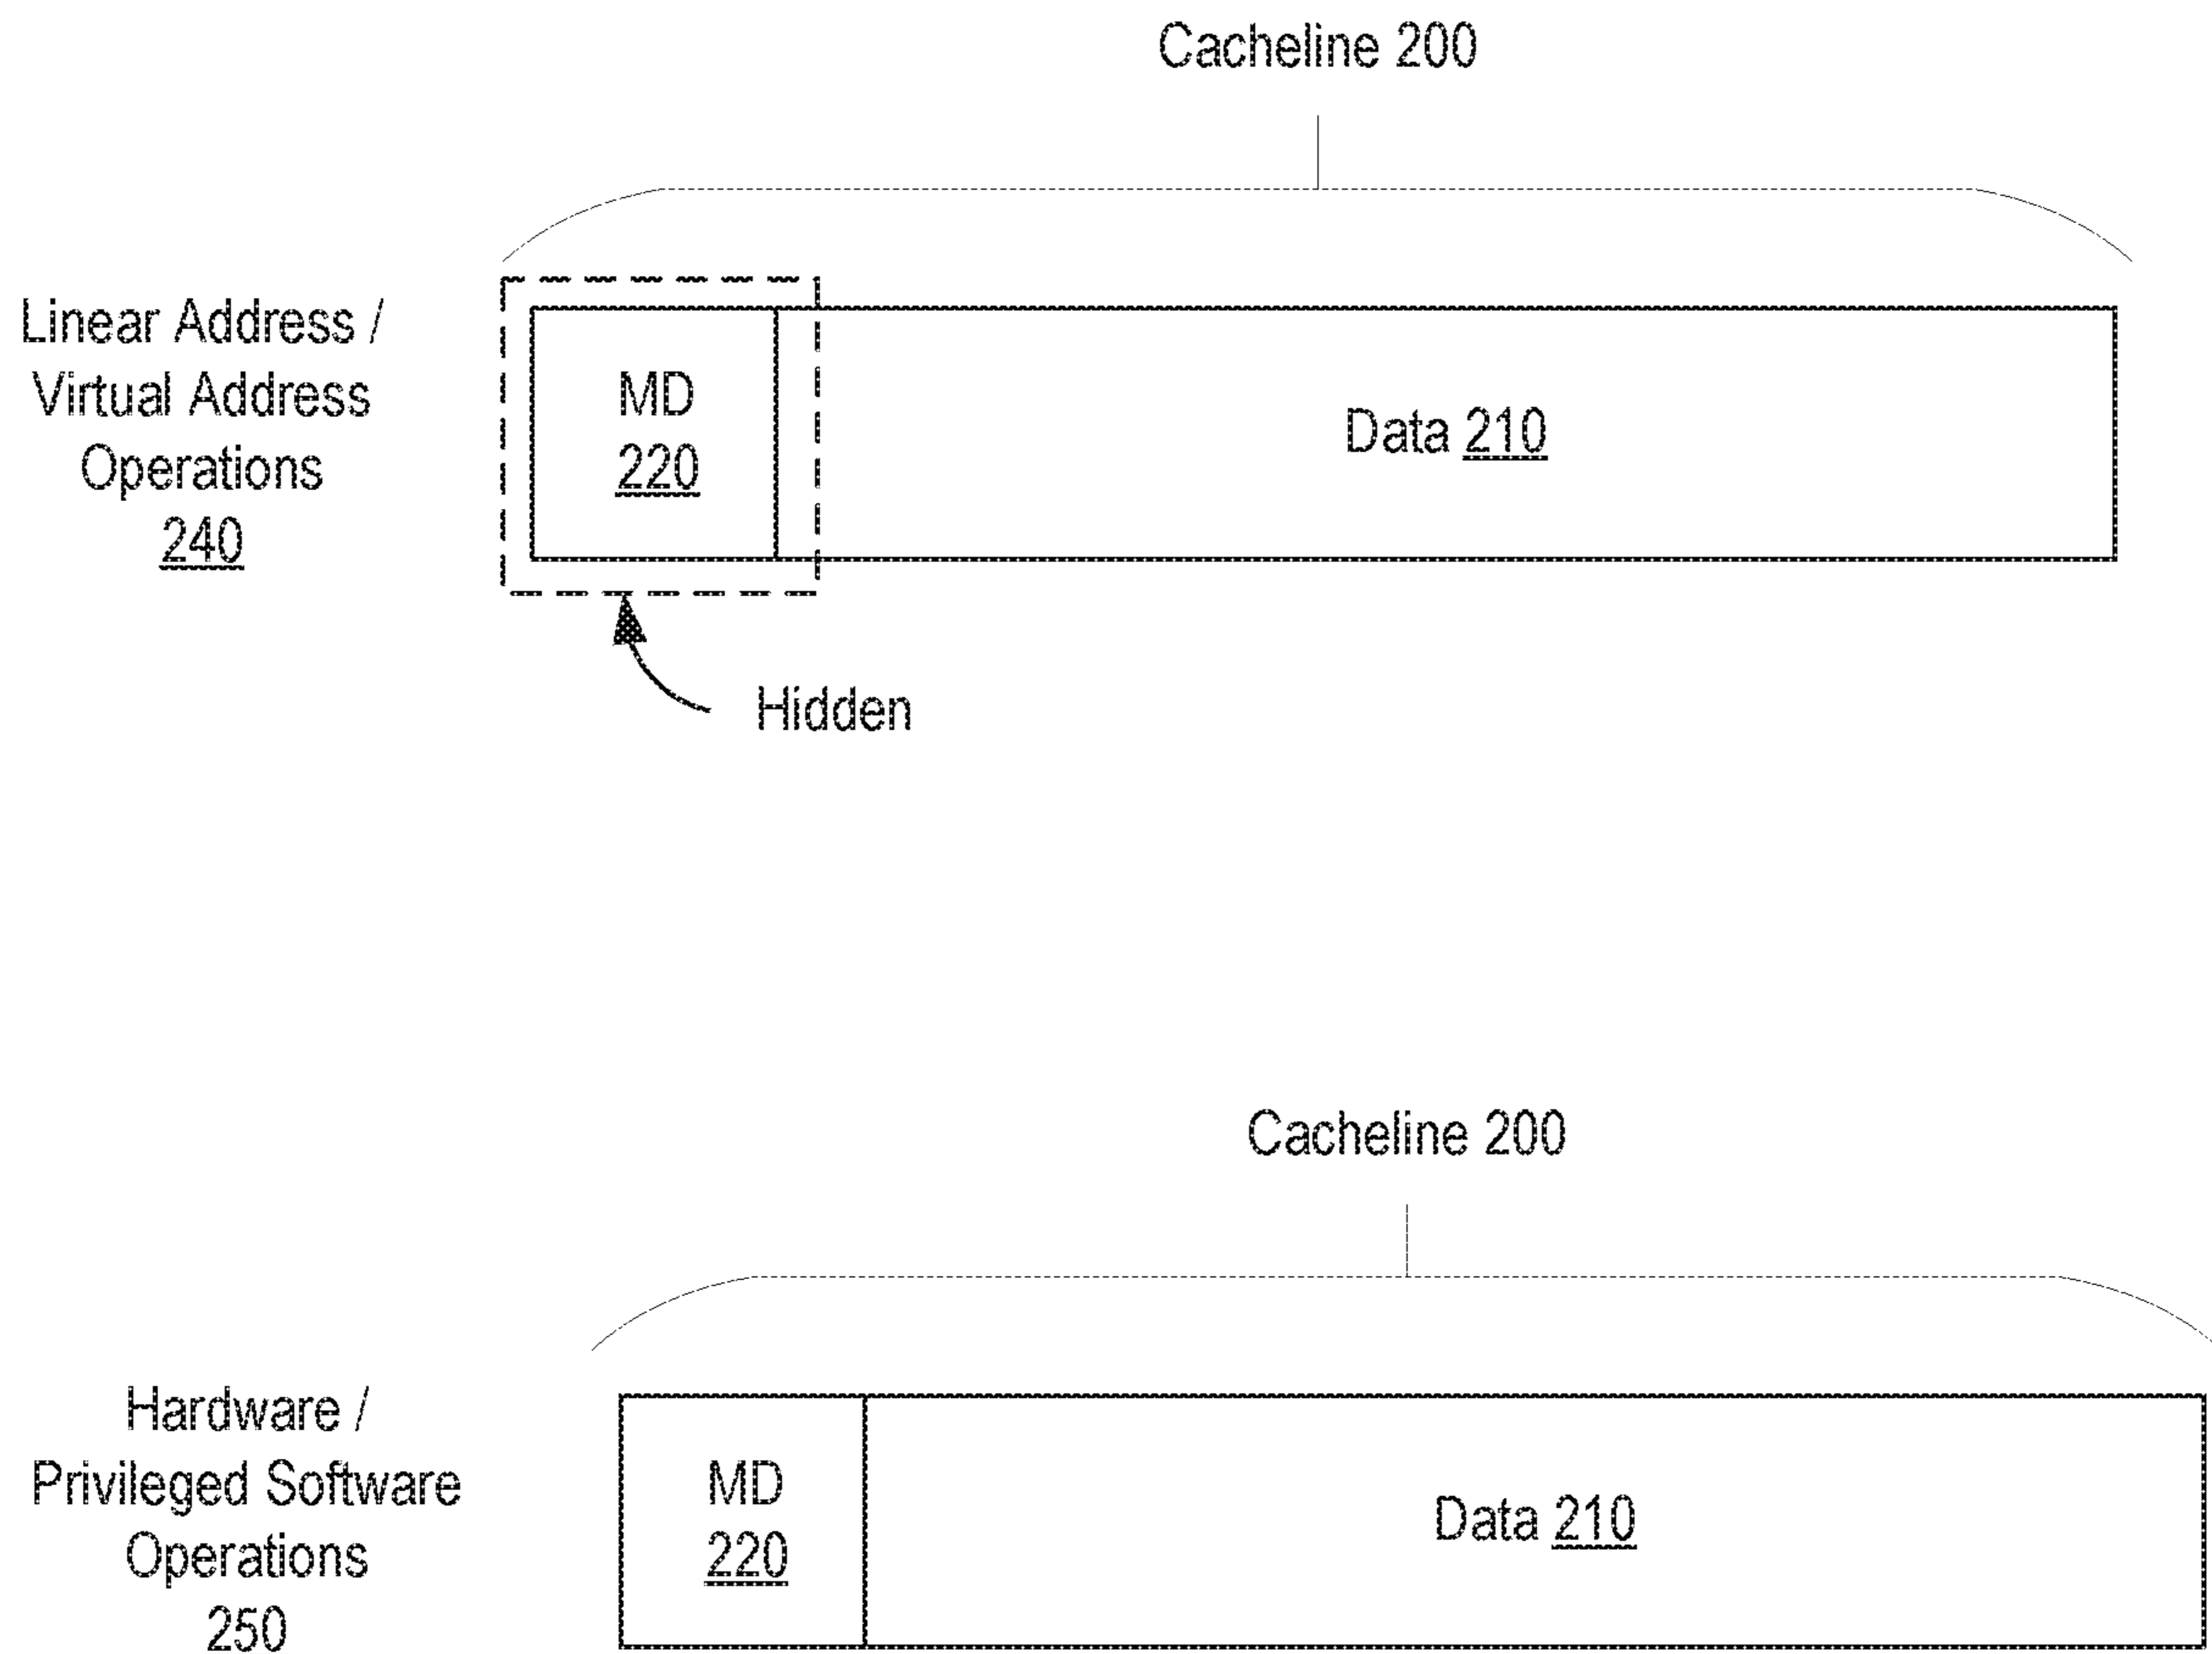 Cacheline 200
Linear Address /
Virtual Address
Operations
240
MD
220
Data 210
Hidden
Cacheline 200
Hardware /
Privileged Software
Operations
250
MD
220
Data 210